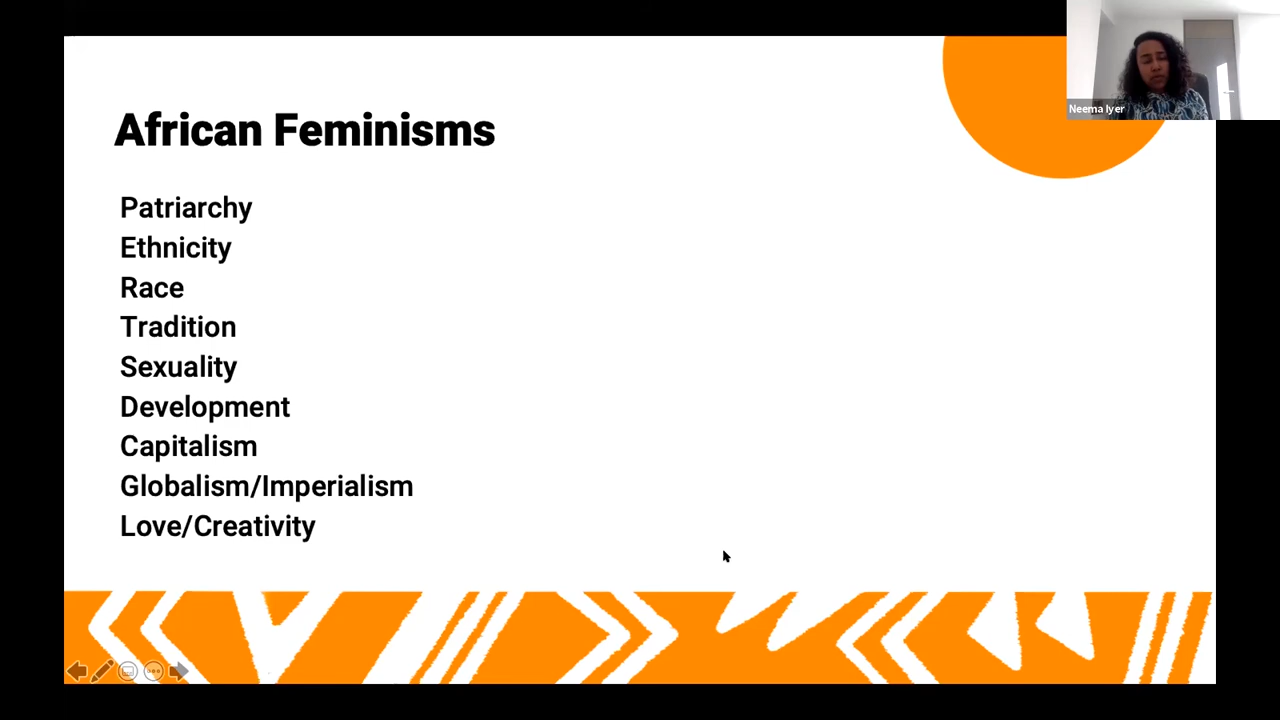 Neema Iyer
African Feminisms
Patriarchy
Ethnicity
Race
Tradition
Sexuality
Development
Capitalism
Globalism/Imperialism
Love/Creativity